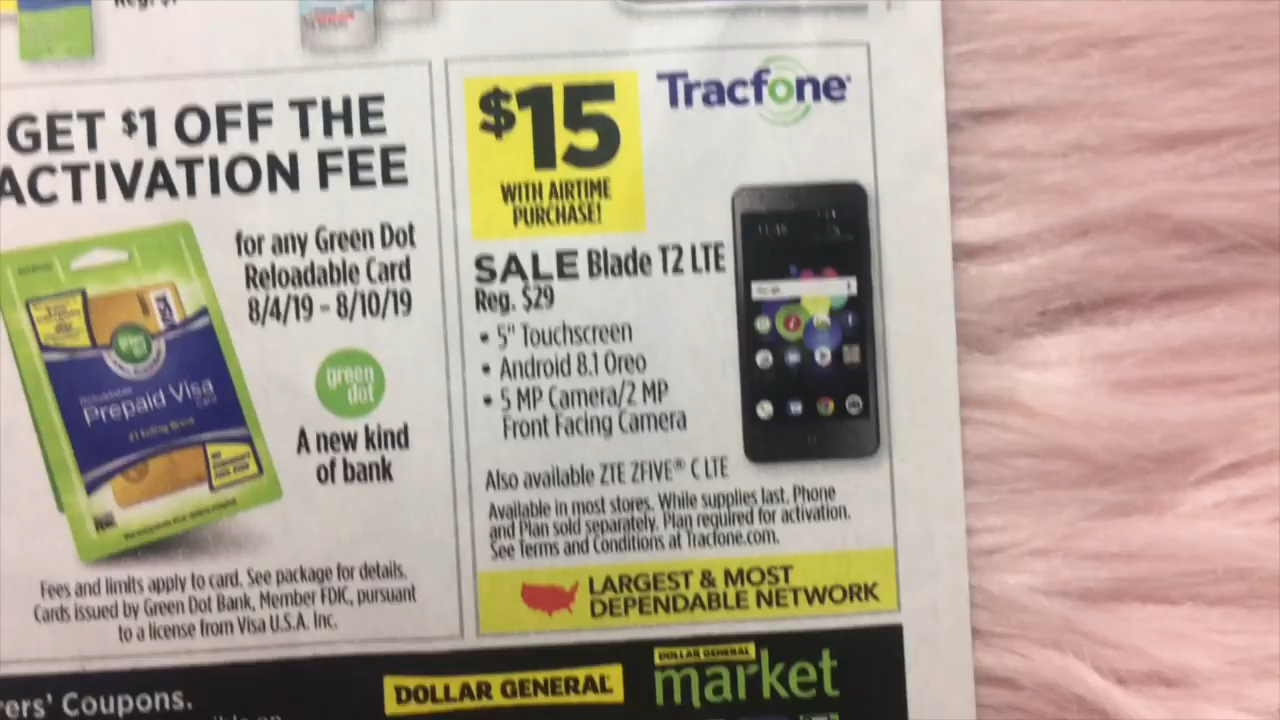 GET $1 OFF THE
ACTIVATION FEE
for any Green Dot
Reloadable Card
8/4/19 - 8/10/19
Prepaid Visa
Card
green
dot
A new kind
of bank
Fees and limits apply to card. See package for details.
Cards issued by Green Dot Bank, Member FDIC, pursuant
to a license from Visa U.S.A. Inc.
$15
WITH AIRTIME
PURCHASE!
Tracfone
SALE Blade T2 LTE
Reg. $29
• 5" Touchscreen
• Android 8.1 Oreo
• 5 MP Camera/2 MP
Front Facing Camera
Also available ZTE ZFIVE® C LTE
Available in most stores. While supplies last. Phone
and Plan sold separately. Plan required for activation.
See Terms and Conditions at Tracfone.com.
LARGEST & MOST
DEPENDABLE NETWORK
ers' Coupons.
DOLLAR GENERAL
DOLLAR GENERAL
market